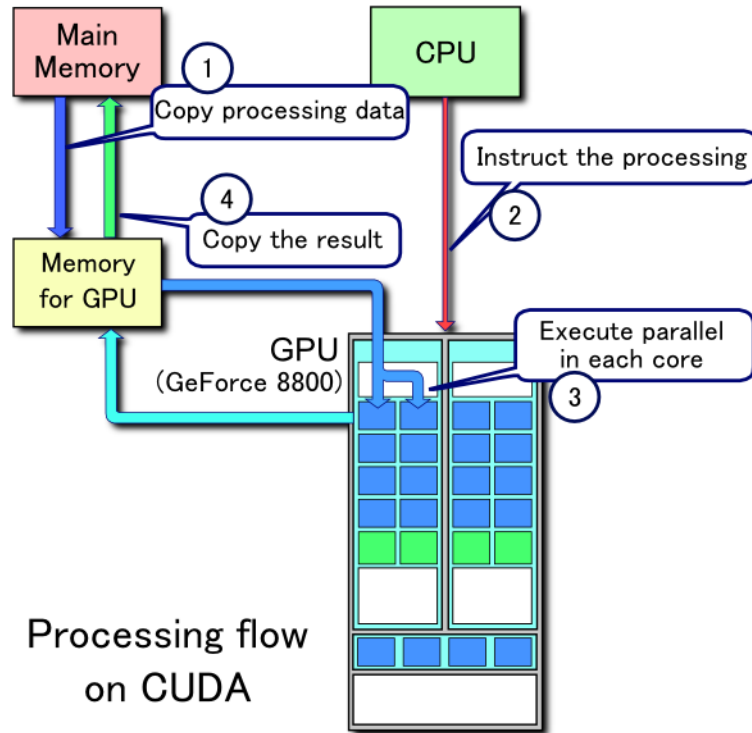 Main
Memory
CPU
1
Copy processing data
Instruct the processing
2
4
Copy the result
Memory
for GPU
GPU
(GeForce 8800)
Execute parallel
in each core
3
Processing flow
on CUDA